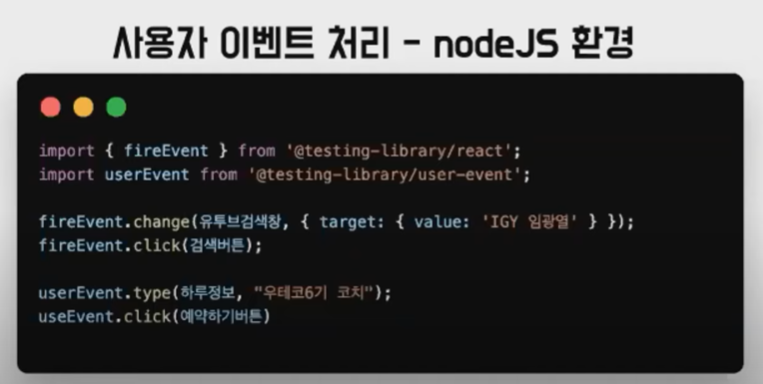 사용자 이벤트 처리 - nodeJS 환경
import { fireEvent } from '@testing-library/react';
import userEvent from '@testing-library/user-event';
fireEvent.change(유투브검색창, { target: { value: 'IGY 임광열' } });
fireEvent.click(검색버튼);
userEvent.type(하루정보, "우테코6기 코치");
useEvent.click(예약하기버튼)